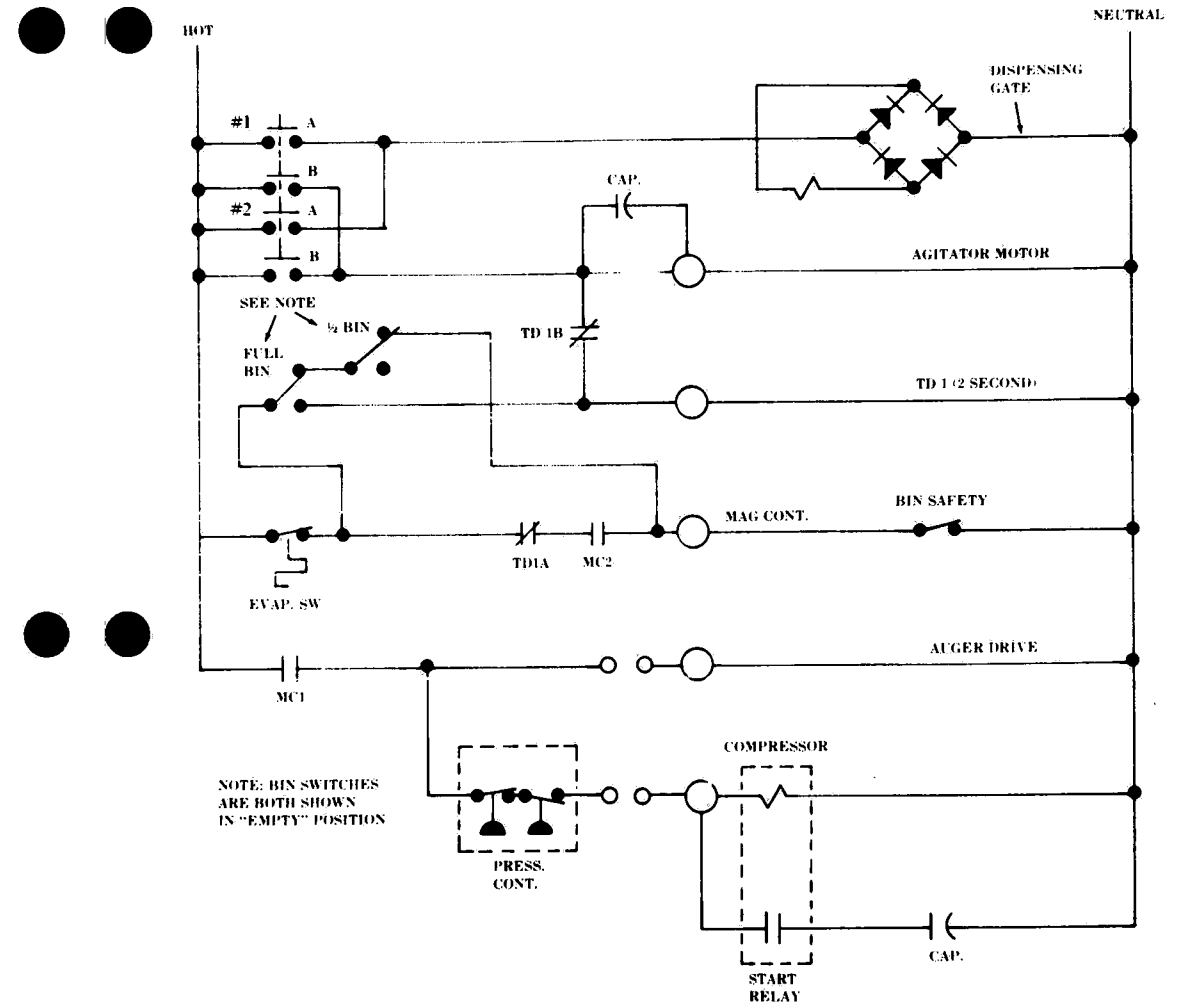 HOT
NEUTRAL
DISPENSING
GATE
#1
A
B
CAP.
#2
A
B
AGITATOR MOTOR
SEE NOTE
½ BIN
TD 1B
FULL
BIN
TD 1 (2 SECOND)
BIN SAFETY
MAG CONT.
TD1A
MC2
EVAP. SW
AUGER DRIVE
MC1
COMPRESSOR
NOTE: BIN SWITCHES
ARE BOTH SHOWN
IN "EMPTY" POSITION
PRESS.
CONT.
CAP.
START
RELAY